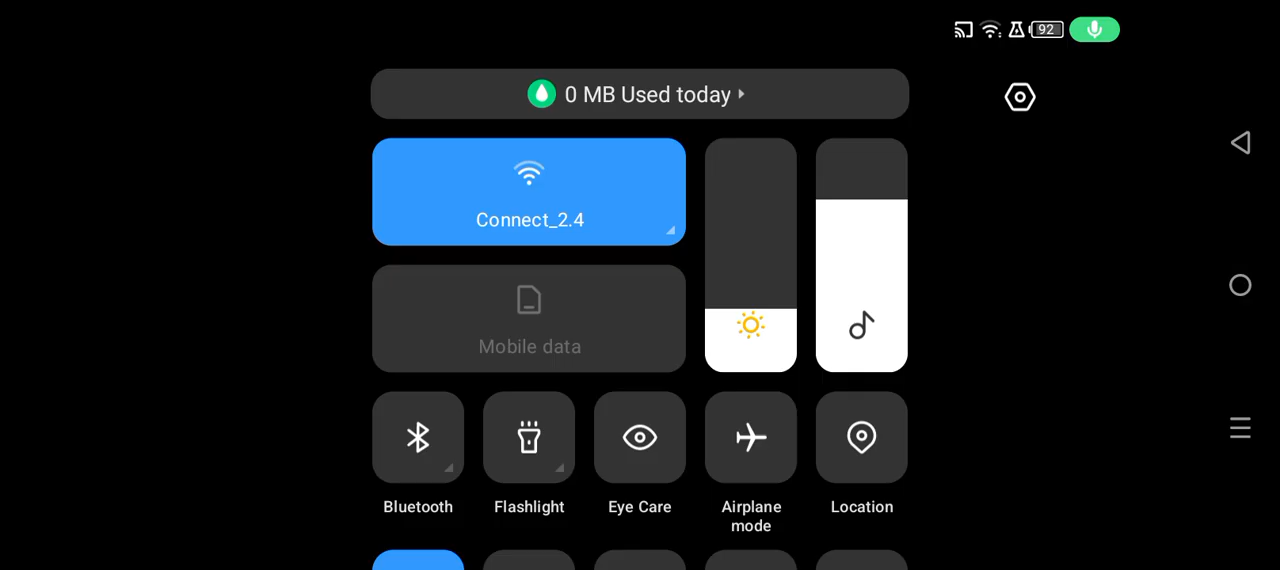 92
0 MB Used today
Connect_2.4
Mobile data
Bluetooth
Flashlight
Eye Care
Airplane
mode
Location